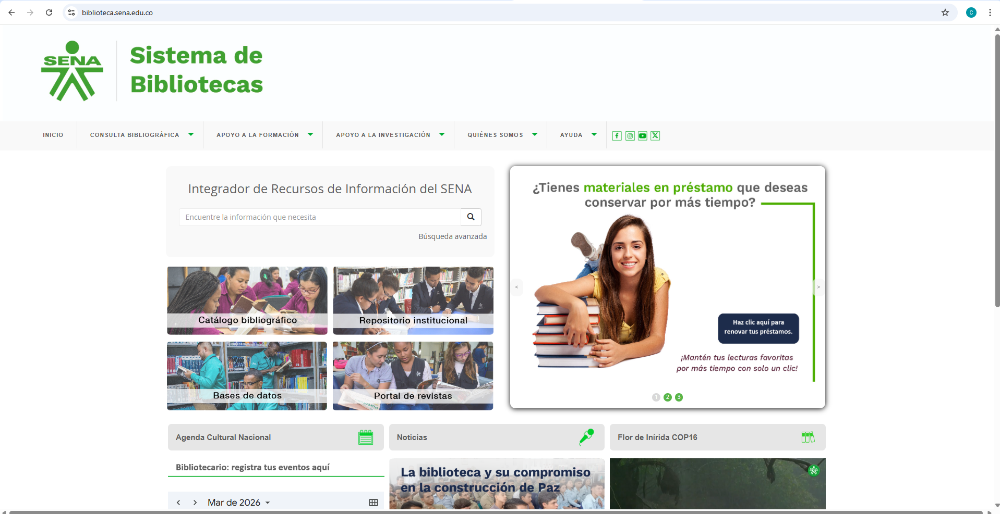 biblioteca.sena.edu.co
C
SENA
Sistema de
Bibliotecas
INICIO
CONSULTA BIBLIOGRÁFICA
APOYO A LA FORMACIÓN
APOYO A LA INVESTIGACIÓN
QUIÉNES SOMOS
AYUDA
Integrador de Recursos de Información del SENA
Encuentre la información que necesita
Búsqueda avanzada
Catálogo bibliográfico
Repositorio institucional
Bases de datos
Portal de revistas
¿Tienes materiales en préstamo que deseas
conservar por más tiempo?
<
>
Haz clic aquí para
renovar tus préstamos.
¡Mantén tus lecturas favoritas
por más tiempo con solo un clic!
1 2 3
Agenda Cultural Nacional
Noticias
Flor de Inírida COP16
Bibliotecario: registra tus eventos aquí
Mar de 2026
La biblioteca y su compromiso
en la construcción de Paz